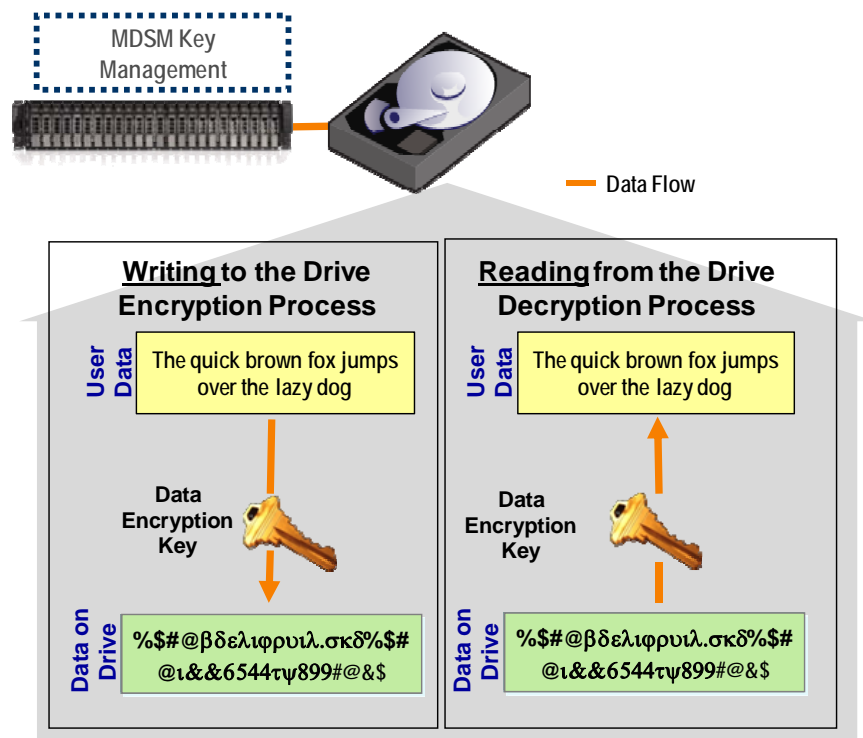 MDSM Key
Management
Data Flow
Writing to the Drive
Encryption Process
User
Data
The quick brown fox jumps
over the lazy dog
Data
Encryption
Key
Data on
Drive
%$#@βδελιφρυιλ.σκδ%$#
@ι&&6544τψ899#@&$
Reading from the Drive
Decryption Process
User
Data
The quick brown fox jumps
over the lazy dog
Data
Encryption
Key
Data on
Drive
%$#@βδελιφρυιλ.σκδ%$#
@ι&&6544τψ899#@&$